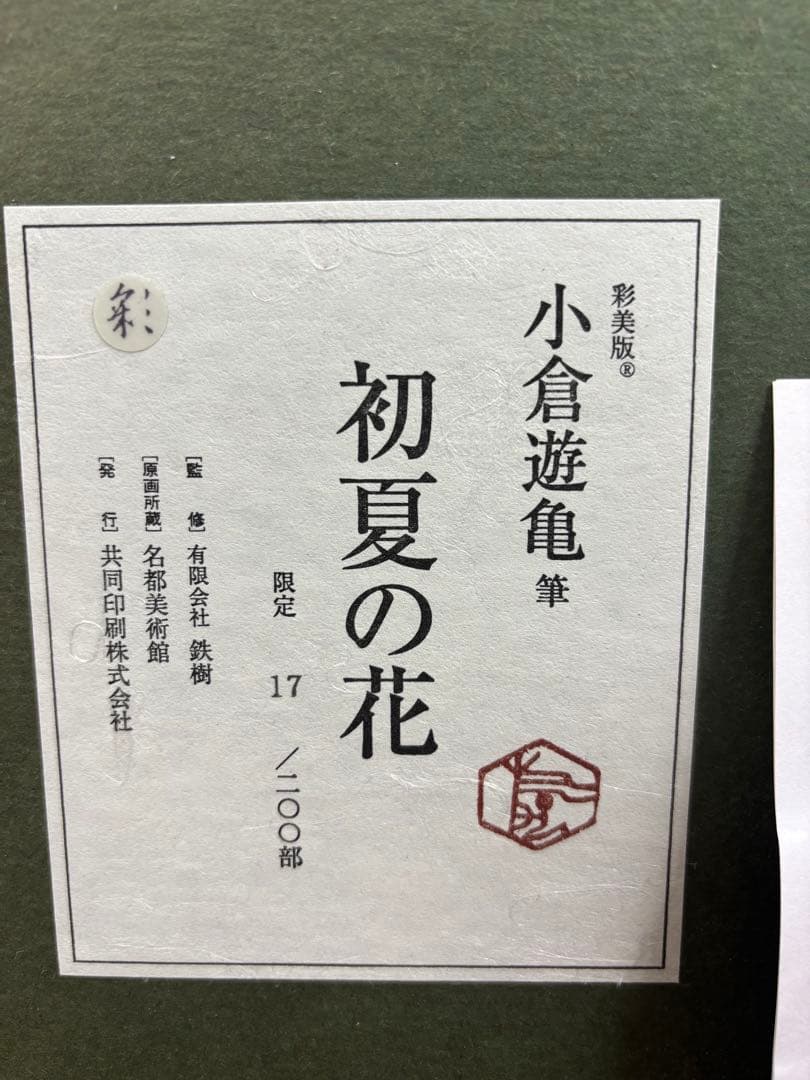 彩美版®
小倉遊亀 筆
初夏の花
限定 17 /二〇〇部
[監 修] 有限会社 鉄樹
[原画所蔵] 名都美術館
[発 行] 共同印刷株式会社
彩